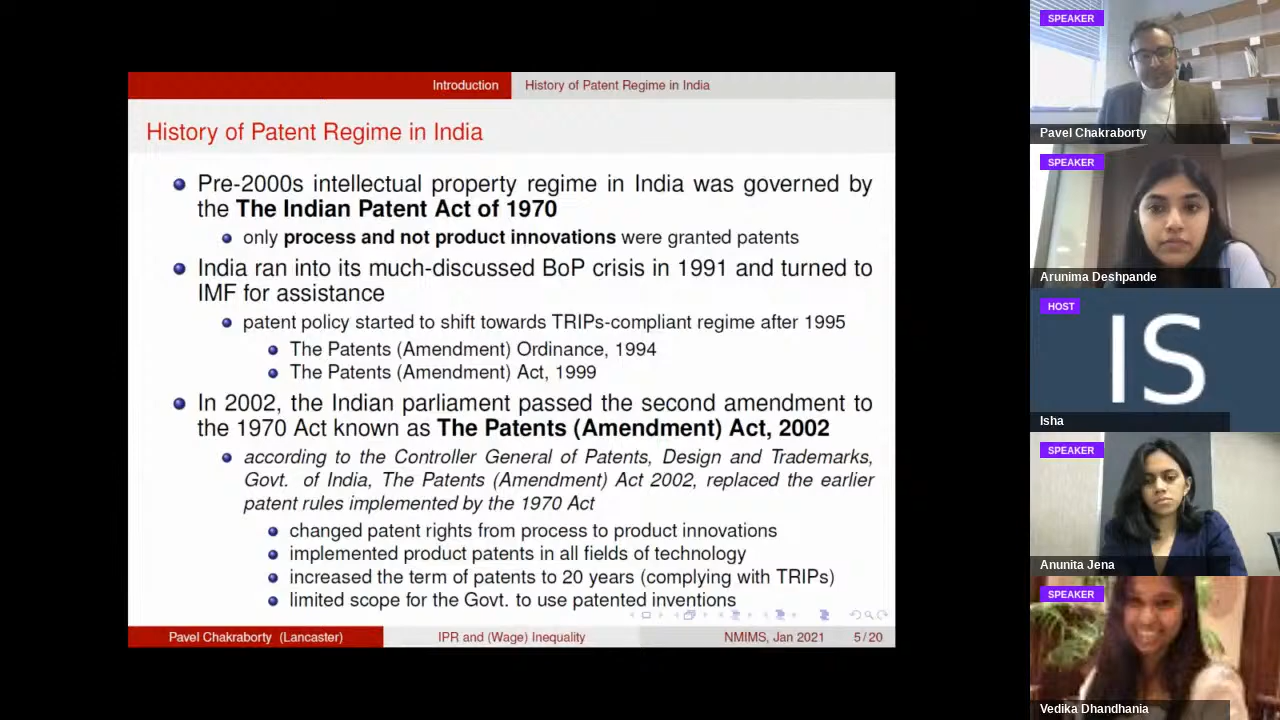 Introduction
History of Patent Regime in India
History of Patent Regime in India
Pre-2000s intellectual property regime in India was governed by
the The Indian Patent Act of 1970
only process and not product innovations were granted patents
India ran into its much-discussed BoP crisis in 1991 and turned to
IMF for assistance
patent policy started to shift towards TRIPs-compliant regime after 1995
The Patents (Amendment) Ordinance, 1994
The Patents (Amendment) Act, 1999
In 2002, the Indian parliament passed the second amendment to
the 1970 Act known as The Patents (Amendment) Act, 2002
according to the Controller General of Patents, Design and Trademarks,
Govt. of India, The Patents (Amendment) Act 2002, replaced the earlier
patent rules implemented by the 1970 Act
changed patent rights from process to product innovations
implemented product patents in all fields of technology
increased the term of patents to 20 years (complying with TRIPs)
limited scope for the Govt. to use patented inventions
Pavel Chakraborty (Lancaster)
IPR and (Wage) Inequality
NMIMS, Jan 2021
5/20
SPEAKER
Pavel Chakraborty
SPEAKER
Arunima Deshpande
HOST
IS
Isha
SPEAKER
Anunita Jena
SPEAKER
Vedika Dhandhania